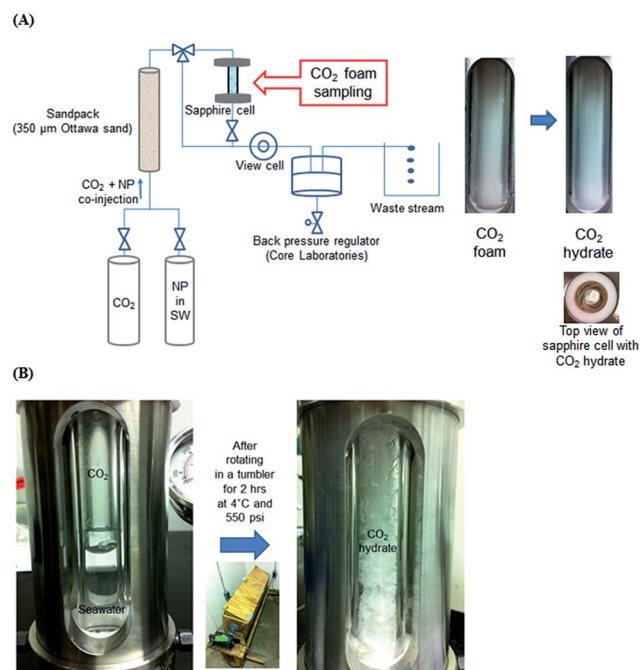 (A)
CO2 foam
sampling
Sapphire cell
Sandpack
(350 µm Ottawa sand)
View cell
CO2 + NP
co-injection
Waste stream
Back pressure regulator
(Core Laboratories)
CO2
NP
in
SW
CO2
foam
CO2
hydrate
Top view of
sapphire cell with
CO2 hydrate
(B)
CO2
Seawater
After
rotating
in a tumbler
for 2 hrs
at 4°C and
550 psi
CO2
hydrate